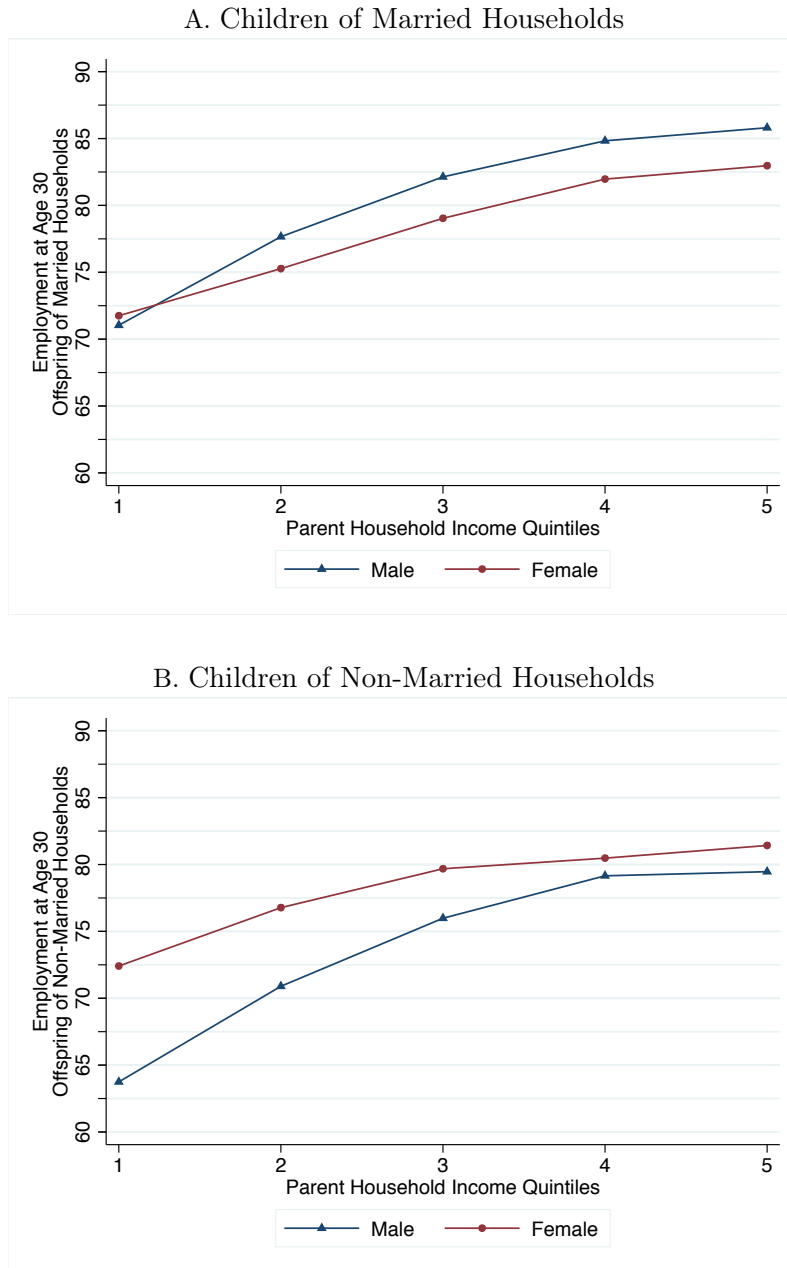 A. Children of Married Households
Employment at Age 30
Offspring of Married Households
90
85
80
75
70
65
60
1 2 3 4 5
Parent Household Income Quintiles
Male Female
B. Children of Non-Married Households
Employment at Age 30
Offspring of Non-Married Households
90
85
80
75
70
65
60
1 2 3 4 5
Parent Household Income Quintiles
Male Female